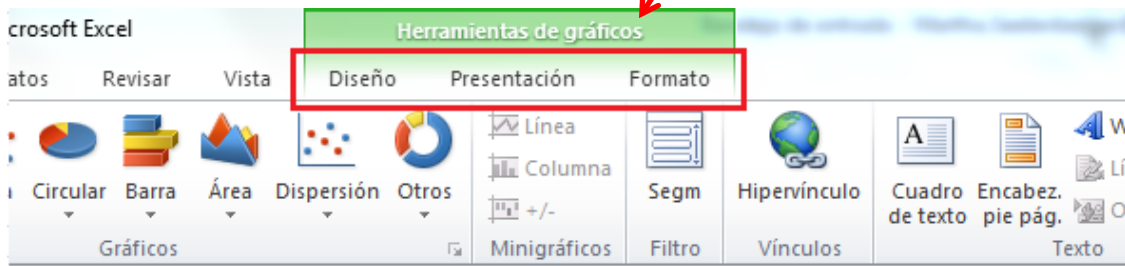 crosoft Excel
Herramientas de gráficos
atos Revisar Vista Diseño Presentación Formato
Línea
Columna
+/-
Circular Barra Área Dispersión Otros Segm Hipervínculo Cuadro de texto Encabez. pie pág.
Gráficos Minigráficos Filtro Vínculos Texto